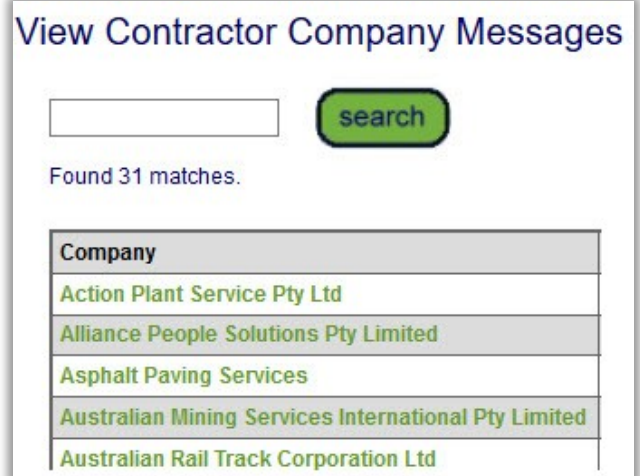 View Contractor Company Messages
search
Found 31 matches.
Company
Action Plant Service Pty Ltd
Alliance People Solutions Pty Limited
Asphalt Paving Services
Australian Mining Services International Pty Limited
Australian Rail Track Corporation Ltd